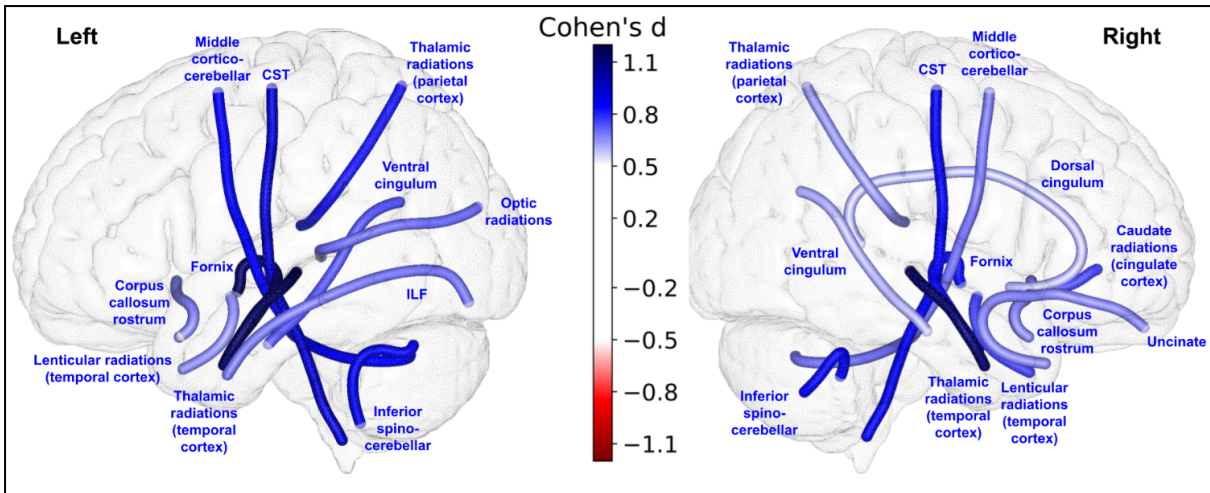 Left
Middle
cortico-
cerebellar
CST
Thalamic
radiations
(parietal
cortex)
Ventral
cingulum
Optic
radiations
Fornix
ILF
Corpus
callosum
rostrum
Lenticular radiations
(temporal cortex)
Thalamic
radiations
(temporal
cortex)
Inferior
spino-
cerebellar
Cohen's d
1.1
0.8
0.5
0.2
−0.2
−0.5
−0.8
−1.1
Right
Thalamic
radiations
(parietal
cortex)
CST
Middle
cortico-
cerebellar
Dorsal
cingulum
Caudate
radiations
(cingulate
cortex)
Ventral
cingulum
Fornix
Corpus
callosum
rostrum
Uncinate
Inferior
spino-
cerebellar
Thalamic
radiations
(temporal
cortex)
Lenticular
radiations
(temporal
cortex)